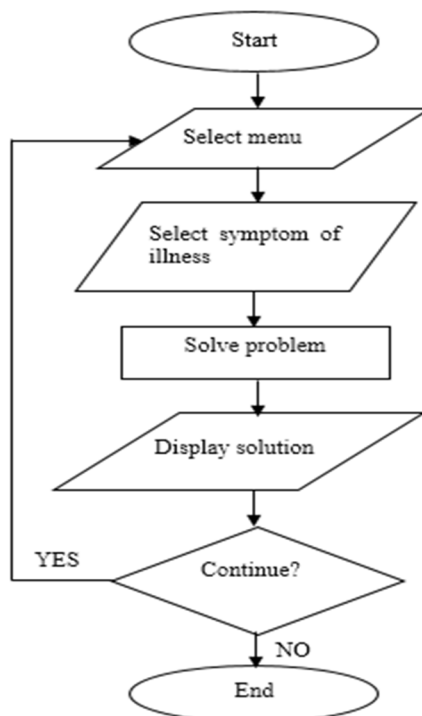 Start
Select menu
Select symptom of
illness
Solve problem
Display solution
YES
Continue?
NO
End